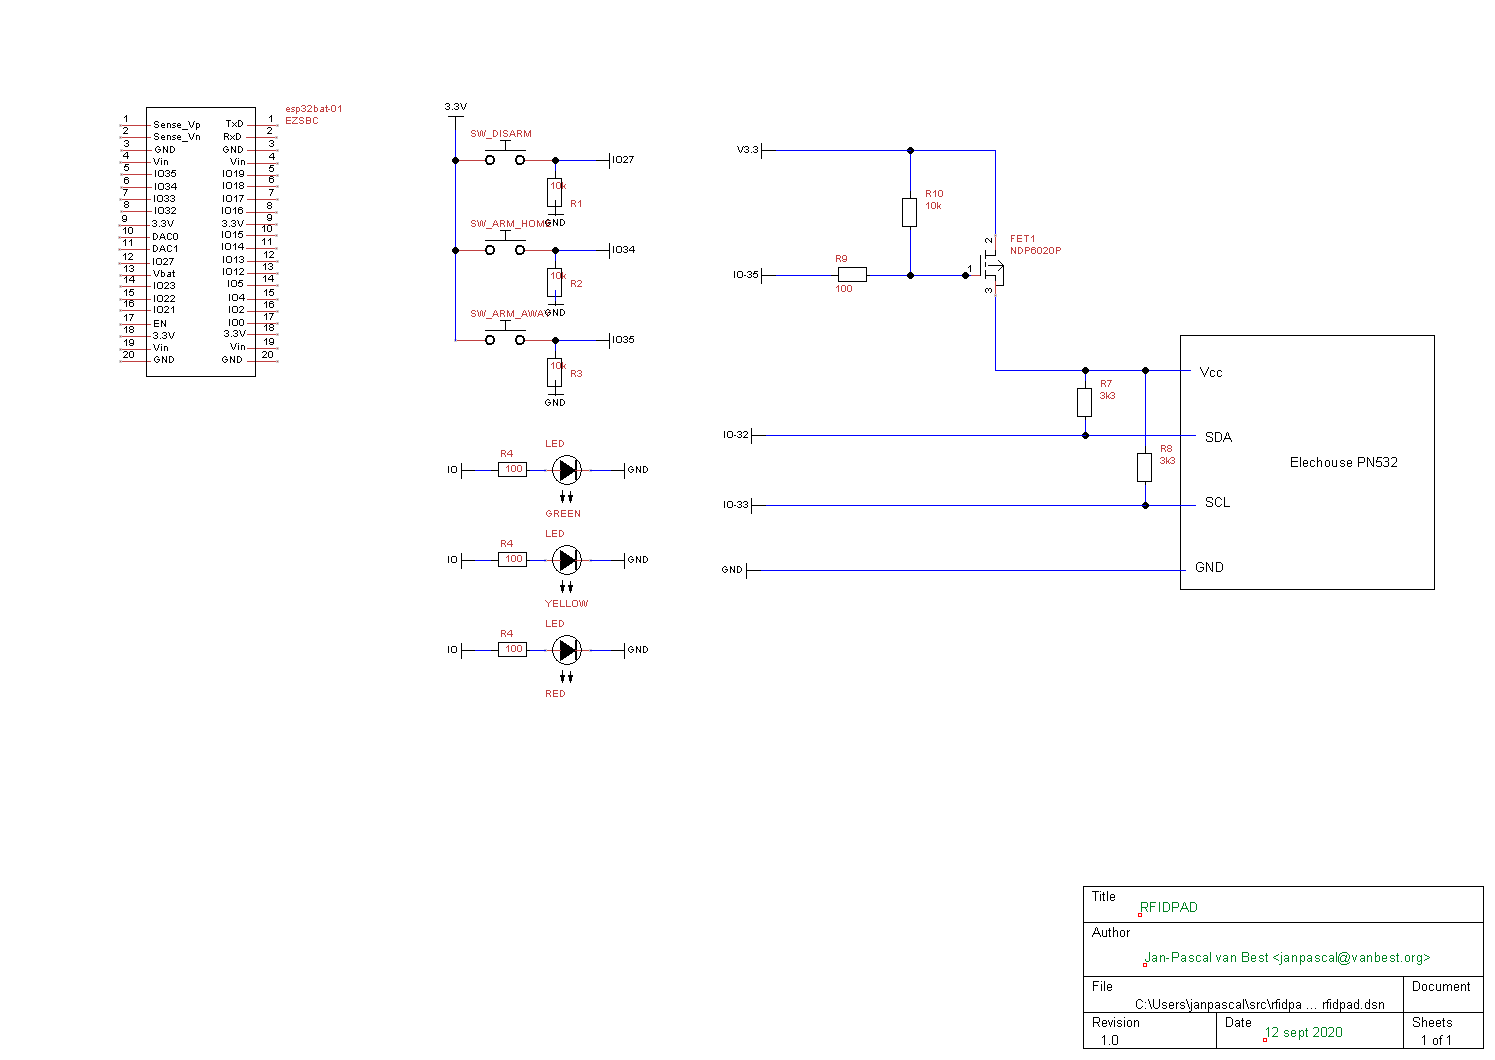 esp32bat-01
EZSBC
1 Sense_Vp TxD 1
2 Sense_Vn RxD 2
3 GND GND 3
4 Vin Vin 4
5 IO35 IO19 5
6 IO34 IO18 6
7 IO33 IO17 7
8 IO32 IO16 8
9 3.3V 3.3V 9
10 DAC0 IO15 10
11 DAC1 IO14 11
12 IO27 IO13 12
13 Vbat IO12 13
14 IO23 IO5 14
15 IO22 IO4 15
16 IO21 IO2 16
17 EN IO0 17
18 3.3V 3.3V 18
19 Vin Vin 19
20 GND GND 20
3.3V
SW_DISARM
IO27
10k
R1
GND
SW_ARM_HOME
IO34
10k
R2
GND
SW_ARM_AWAY
IO35
10k
R3
GND
LED
IO R4 100 GND
GREEN
LED
IO R4 100 GND
YELLOW
LED
IO R4 100 GND
RED
V3.3
R10
10k
FET1
NDP6020P
2
1
3
IO-35
R9
100
Vcc
R7
3k3
IO-32
SDA
R8
3k3
Elechouse PN532
IO-33
SCL
GND
GND
Title
RFIDPAD
Author
Jan-Pascal van Best <janpascal@vanbest.org>
File
C:\Users\janpascal\src\rfidpa ... rfidpad.dsn
Document
Revision
1.0
Date
12 sept 2020
Sheets
1 of 1